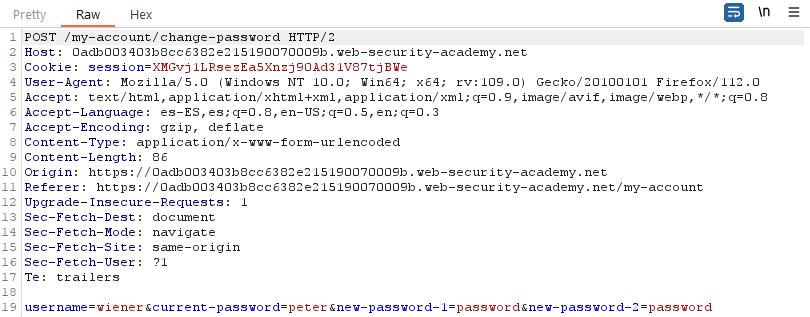 Pretty Raw Hex \n
1 POST /my-account/change-password HTTP/2
2 Host: 0adb003403b8cc6382e215190070009b.web-security-academy.net
3 Cookie: session=XMGvj1LRsezEa5Xnzj9OAd31V87tjBWe
4 User-Agent: Mozilla/5.0 (Windows NT 10.0; Win64; x64; rv:109.0) Gecko/20100101 Firefox/112.0
5 Accept: text/html,application/xhtml+xml,application/xml;q=0.9,image/avif,image/webp,*/*;q=0.8
6 Accept-Language: es-ES,es;q=0.8,en-US;q=0.5,en;q=0.3
7 Accept-Encoding: gzip, deflate
8 Content-Type: application/x-www-form-urlencoded
9 Content-Length: 86
10 Origin: https://0adb003403b8cc6382e215190070009b.web-security-academy.net
11 Referer: https://0adb003403b8cc6382e215190070009b.web-security-academy.net/my-account
12 Upgrade-Insecure-Requests: 1
13 Sec-Fetch-Dest: document
14 Sec-Fetch-Mode: navigate
15 Sec-Fetch-Site: same-origin
16 Sec-Fetch-User: ?1
17 Te: trailers
18
19 username=wiener&current-password=peter&new-password-1=password&new-password-2=password